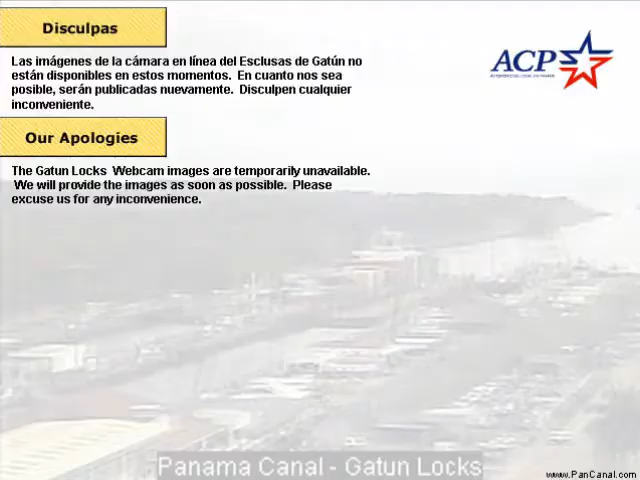 Disculpas
Las imágenes de la cámara en línea del Esclusas de Gatún no
están disponibles en estos momentos. En cuanto nos sea
posible, serán publicadas nuevamente. Disculpen cualquier
inconveniente.
ACP
Our Apologies
The Gatun Locks Webcam images are temporarily unavailable.
We will provide the images as soon as possible. Please
excuse us for any inconvenience.
Panama Canal - Gatun Locks
www.PanCanal.com